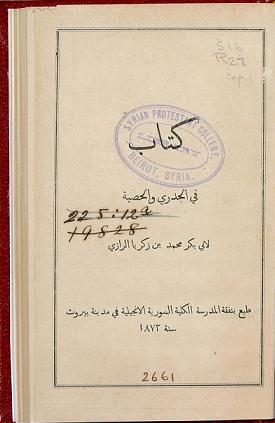 S16
R27
cop.1
كتاب
SYRIAN PROTESTANT COLLEGE,
BEIRUT, SYRIA.
في الجدري والحصبة
225:12a
19828
لابي بكر محمد بن زكريا الرازي
طبع بنفقة المدرسة الكلية السورية الانجيلية في مدينة بيروت
سنة ١٨٧٢
2661